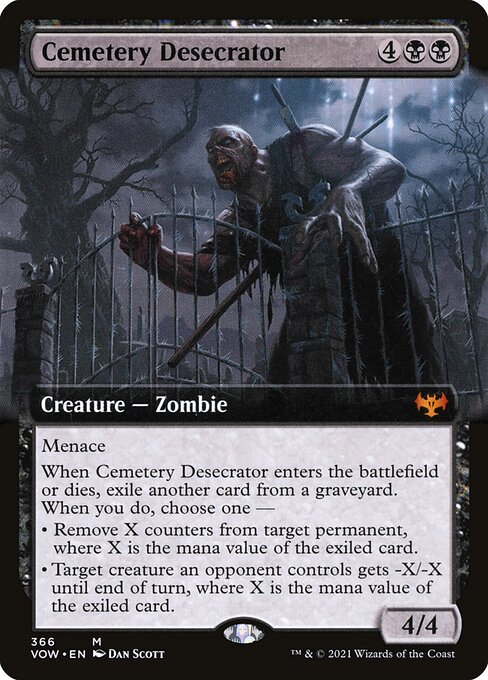 Cemetery Desecrator 4
Creature — Zombie
Menace
When Cemetery Desecrator enters the battlefield
or dies, exile another card from a graveyard.
When you do, choose one —
• Remove X counters from target permanent,
where X is the mana value of the exiled card.
• Target creature an opponent controls gets -X/-X
until end of turn, where X is the mana value of
the exiled card.
4/4
366 M
VOW • EN DAN SCOTT
™ & © 2021 Wizards of the Coast